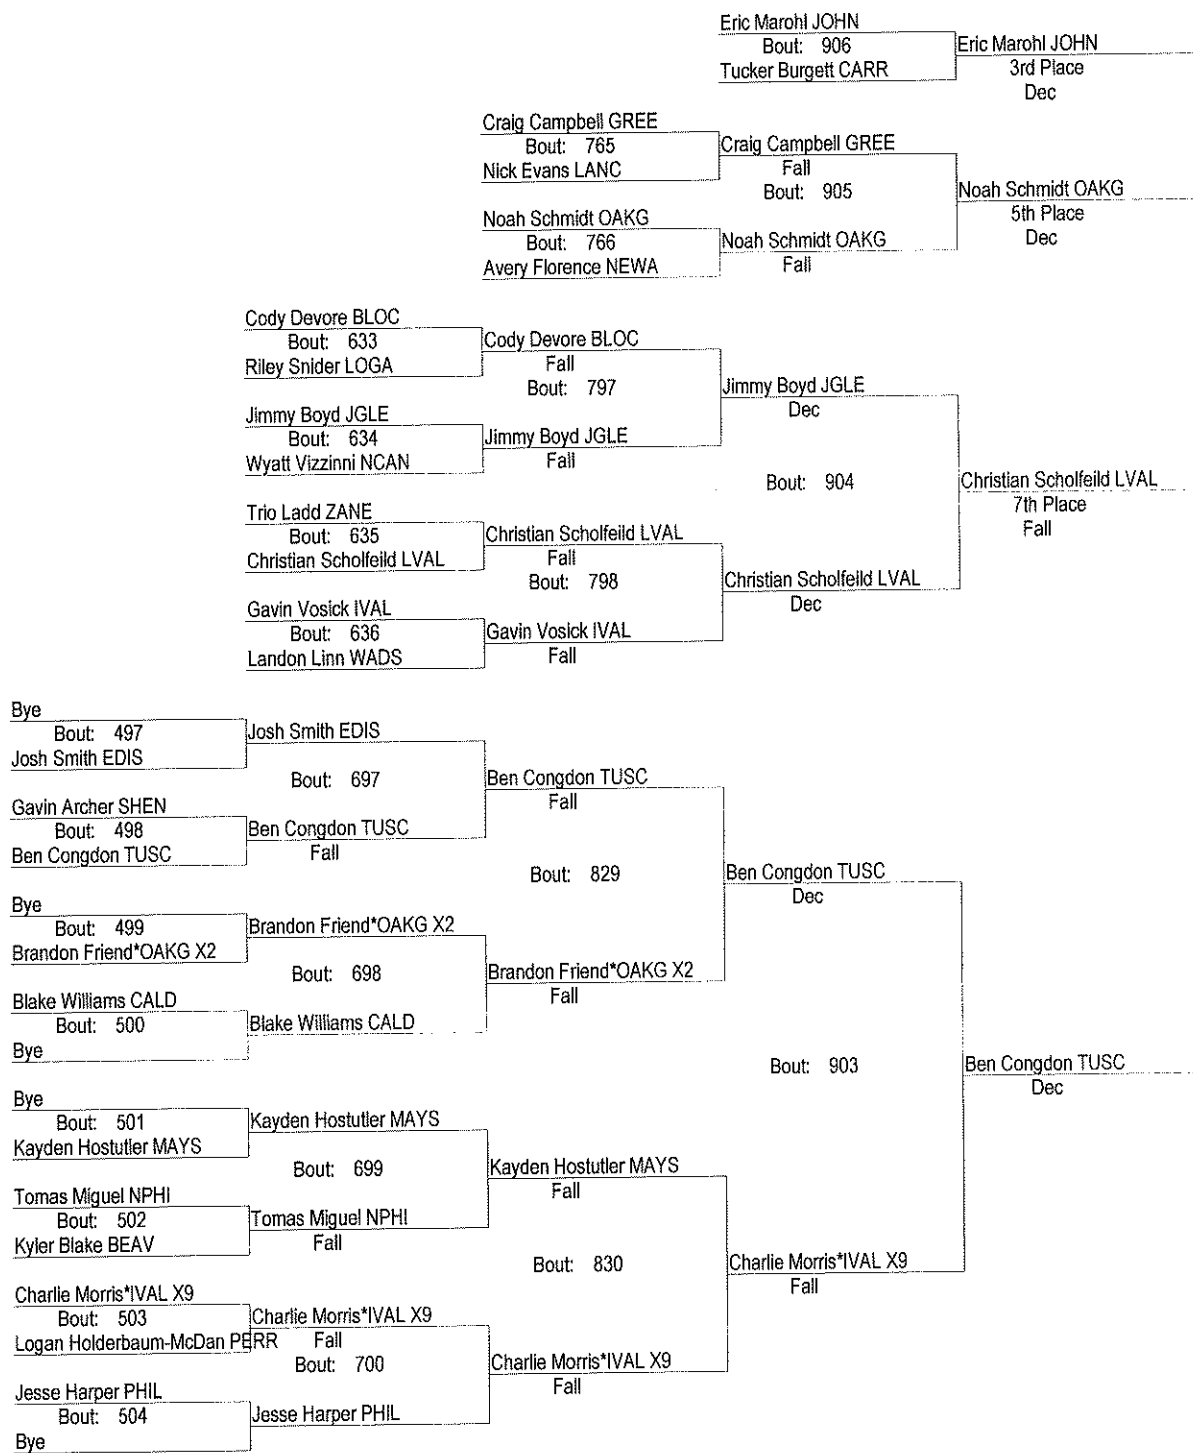 Eric Marohl JOHN
Bout: 906
Tucker Burgett CARR
Eric Marohl JOHN
3rd Place
Dec
Craig Campbell GREE
Bout: 765
Nick Evans LANC
Craig Campbell GREE
Fall
Bout: 905
Noah Schmidt OAKG
5th Place
Dec
Noah Schmidt OAKG
Bout: 766
Avery Florence NEWA
Noah Schmidt OAKG
Fall
Cody Devore BLOC
Bout: 633
Riley Snider LOGA
Cody Devore BLOC
Fall
Bout: 797
Jimmy Boyd JGLE
Dec
Jimmy Boyd JGLE
Bout: 634
Wyatt Vizzinni NCAN
Jimmy Boyd JGLE
Fall
Bout: 904
Christian Scholfeild LVAL
7th Place
Fall
Trio Ladd ZANE
Bout: 635
Christian Scholfeild LVAL
Christian Scholfeild LVAL
Fall
Bout: 798
Christian Scholfeild LVAL
Dec
Gavin Vosick IVAL
Bout: 636
Landon Linn WADS
Gavin Vosick IVAL
Fall
Bye
Bout: 497
Josh Smith EDIS
Josh Smith EDIS
Bout: 697
Ben Congdon TUSC
Fall
Gavin Archer SHEN
Bout: 498
Ben Congdon TUSC
Ben Congdon TUSC
Fall
Bout: 829
Ben Congdon TUSC
Dec
Bye
Bout: 499
Brandon Friend*OAKG X2
Brandon Friend*OAKG X2
Bout: 698
Brandon Friend*OAKG X2
Fall
Blake Williams CALD
Bout: 500
Bye
Blake Williams CALD
Bout: 903
Ben Congdon TUSC
Dec
Bye
Bout: 501
Kayden Hostutler MAYS
Kayden Hostutler MAYS
Bout: 699
Kayden Hostutler MAYS
Fall
Tomas Miguel NPHI
Bout: 502
Kyler Blake BEAV
Tomas Miguel NPHI
Fall
Bout: 830
Charlie Morris*IVAL X9
Fall
Charlie Morris*IVAL X9
Bout: 503
Logan Holderbaum-McDan PERR
Charlie Morris*IVAL X9
Fall
Bout: 700
Charlie Morris*IVAL X9
Fall
Jesse Harper PHIL
Bout: 504
Bye
Jesse Harper PHIL